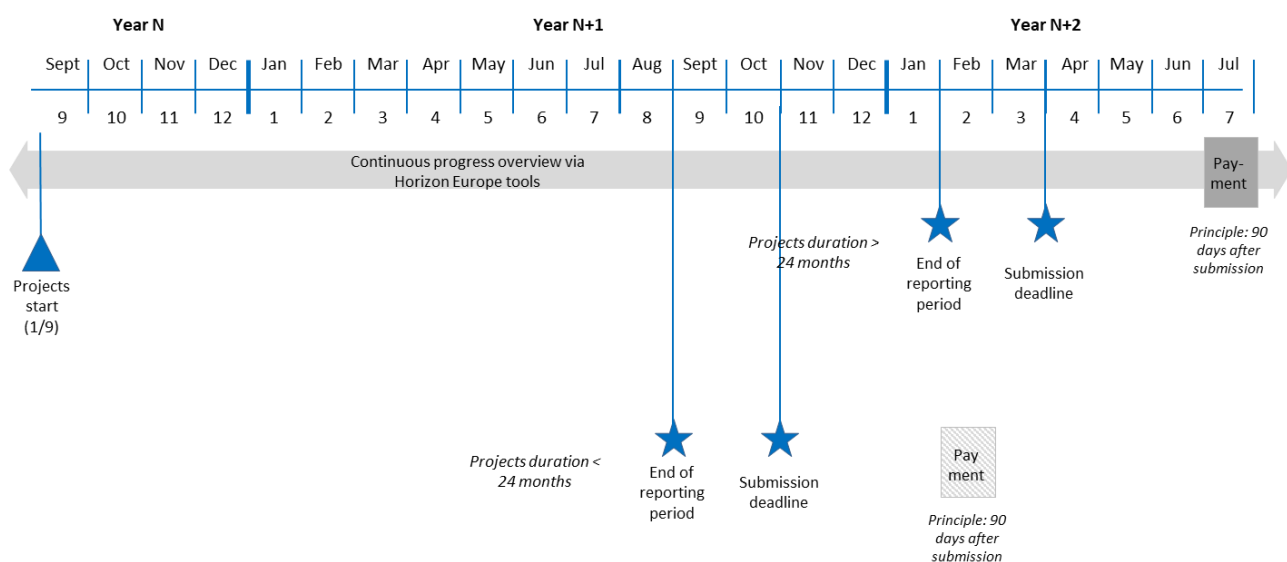 Year N
Year N+1
Year N+2
Sept Oct Nov Dec Jan Feb Mar Apr May Jun Jul Aug Sept Oct Nov Dec Jan Feb Mar Apr May Jun Jul
9 10 11 12 1 2 3 4 5 6 7 8 9 10 11 12 1 2 3 4 5 6 7
Continuous progress overview via
Horizon Europe tools
Pay-
ment
Projects
start
(1/9)
Projects duration >
24 months
End of
reporting
period
Submission
deadline
Principle: 90
days after
submission
Projects duration <
24 months
End of
reporting
period
Submission
deadline
Pay
ment
Principle: 90
days after
submission